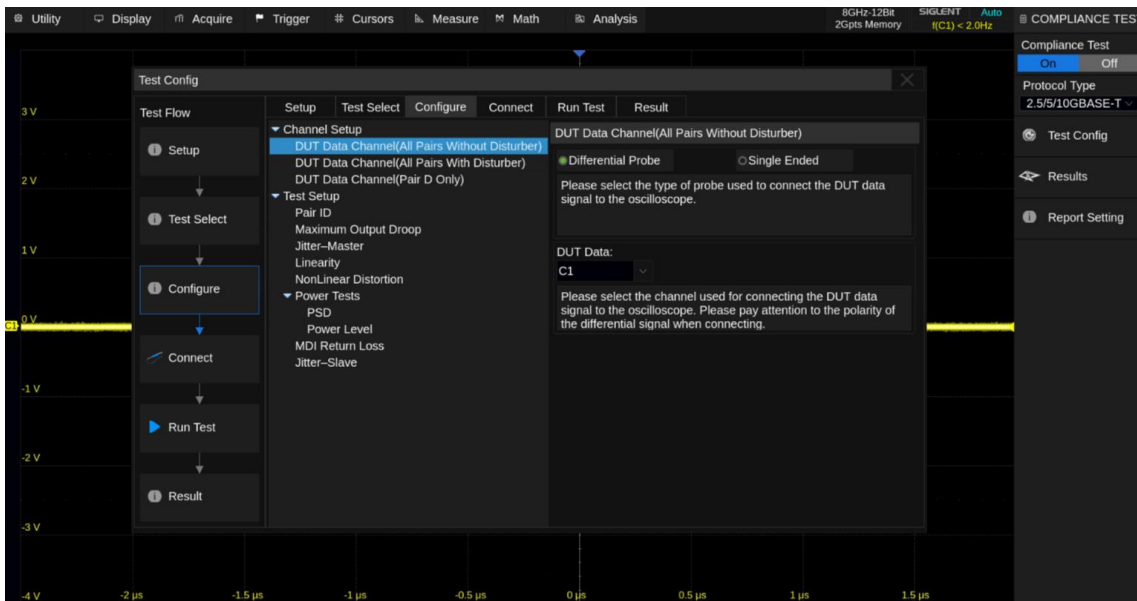 Utility Display Acquire Trigger Cursors Measure Math Analysis
8GHz-12Bit
2Gpts Memory
SIGLENT Auto
f(C1) < 2.0Hz
COMPLIANCE TES
Compliance Test
On Off
Protocol Type
2.5/5/10GBASE-T
Test Config
Results
Report Setting
Test Config
Test Flow
Setup
Test Select
Configure
Connect
Run Test
Result
Setup Test Select Configure Connect Run Test Result
Channel Setup
DUT Data Channel(All Pairs Without Disturber)
DUT Data Channel(All Pairs With Disturber)
DUT Data Channel(Pair D Only)
Test Setup
Pair ID
Maximum Output Droop
Jitter–Master
Linearity
NonLinear Distortion
Power Tests
PSD
Power Level
MDI Return Loss
Jitter–Slave
DUT Data Channel(All Pairs Without Disturber)
Differential Probe Single Ended
Please select the type of probe used to connect the DUT data
signal to the oscilloscope.
DUT Data:
C1
Please select the channel used for connecting the DUT data
signal to the oscilloscope. Please pay attention to the polarity of
the differential signal when connecting.
3 V
2 V
1 V
0 V
C1
-1 V
-2 V
-3 V
-4 V
-2 µs -1.5 µs -1 µs -0.5 µs 0 µs 0.5 µs 1 µs 1.5 µs